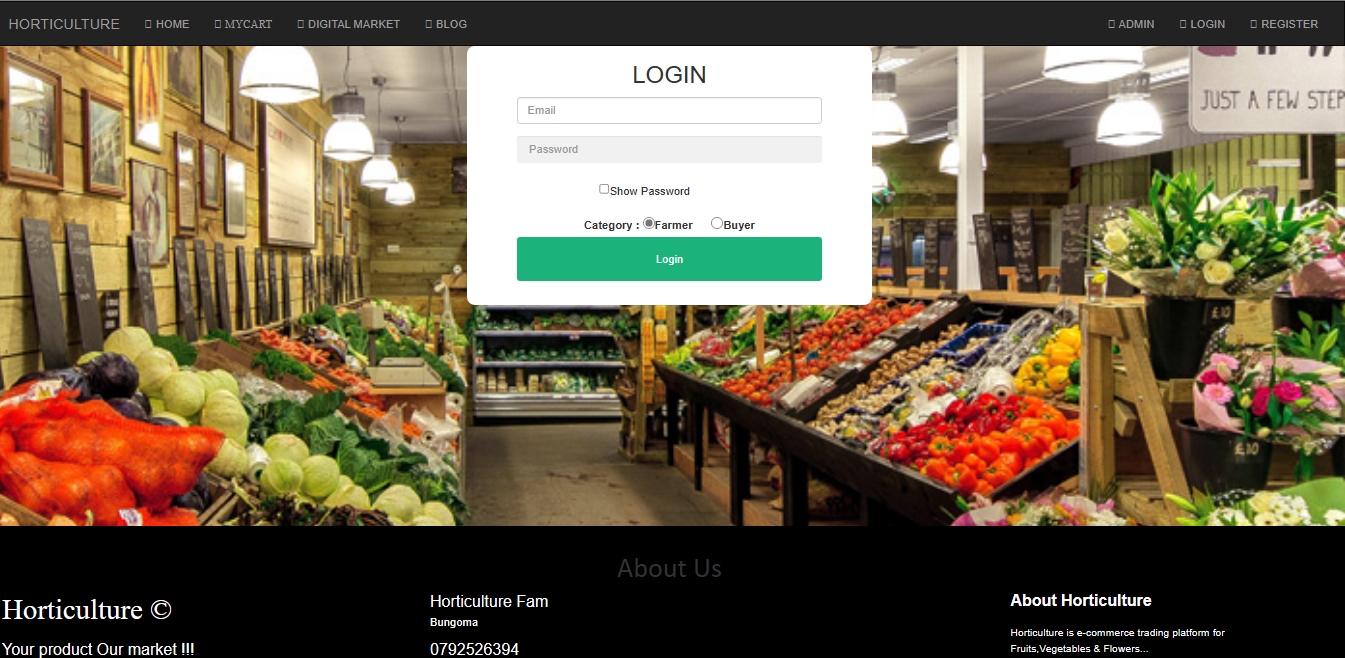 HORTICULTURE HOME MYCART DIGITAL MARKET BLOG ADMIN LOGIN REGISTER
LOGIN
Email
Password
Show Password
Category : Farmer Buyer
Login
JUST A FEW STEP
£10
£10
About Us
Horticulture ©
Your product Our market !!!
Horticulture Fam
Bungoma
0792526394
About Horticulture
Horticulture is e-commerce trading platform for
Fruits,Vegetables & Flowers...